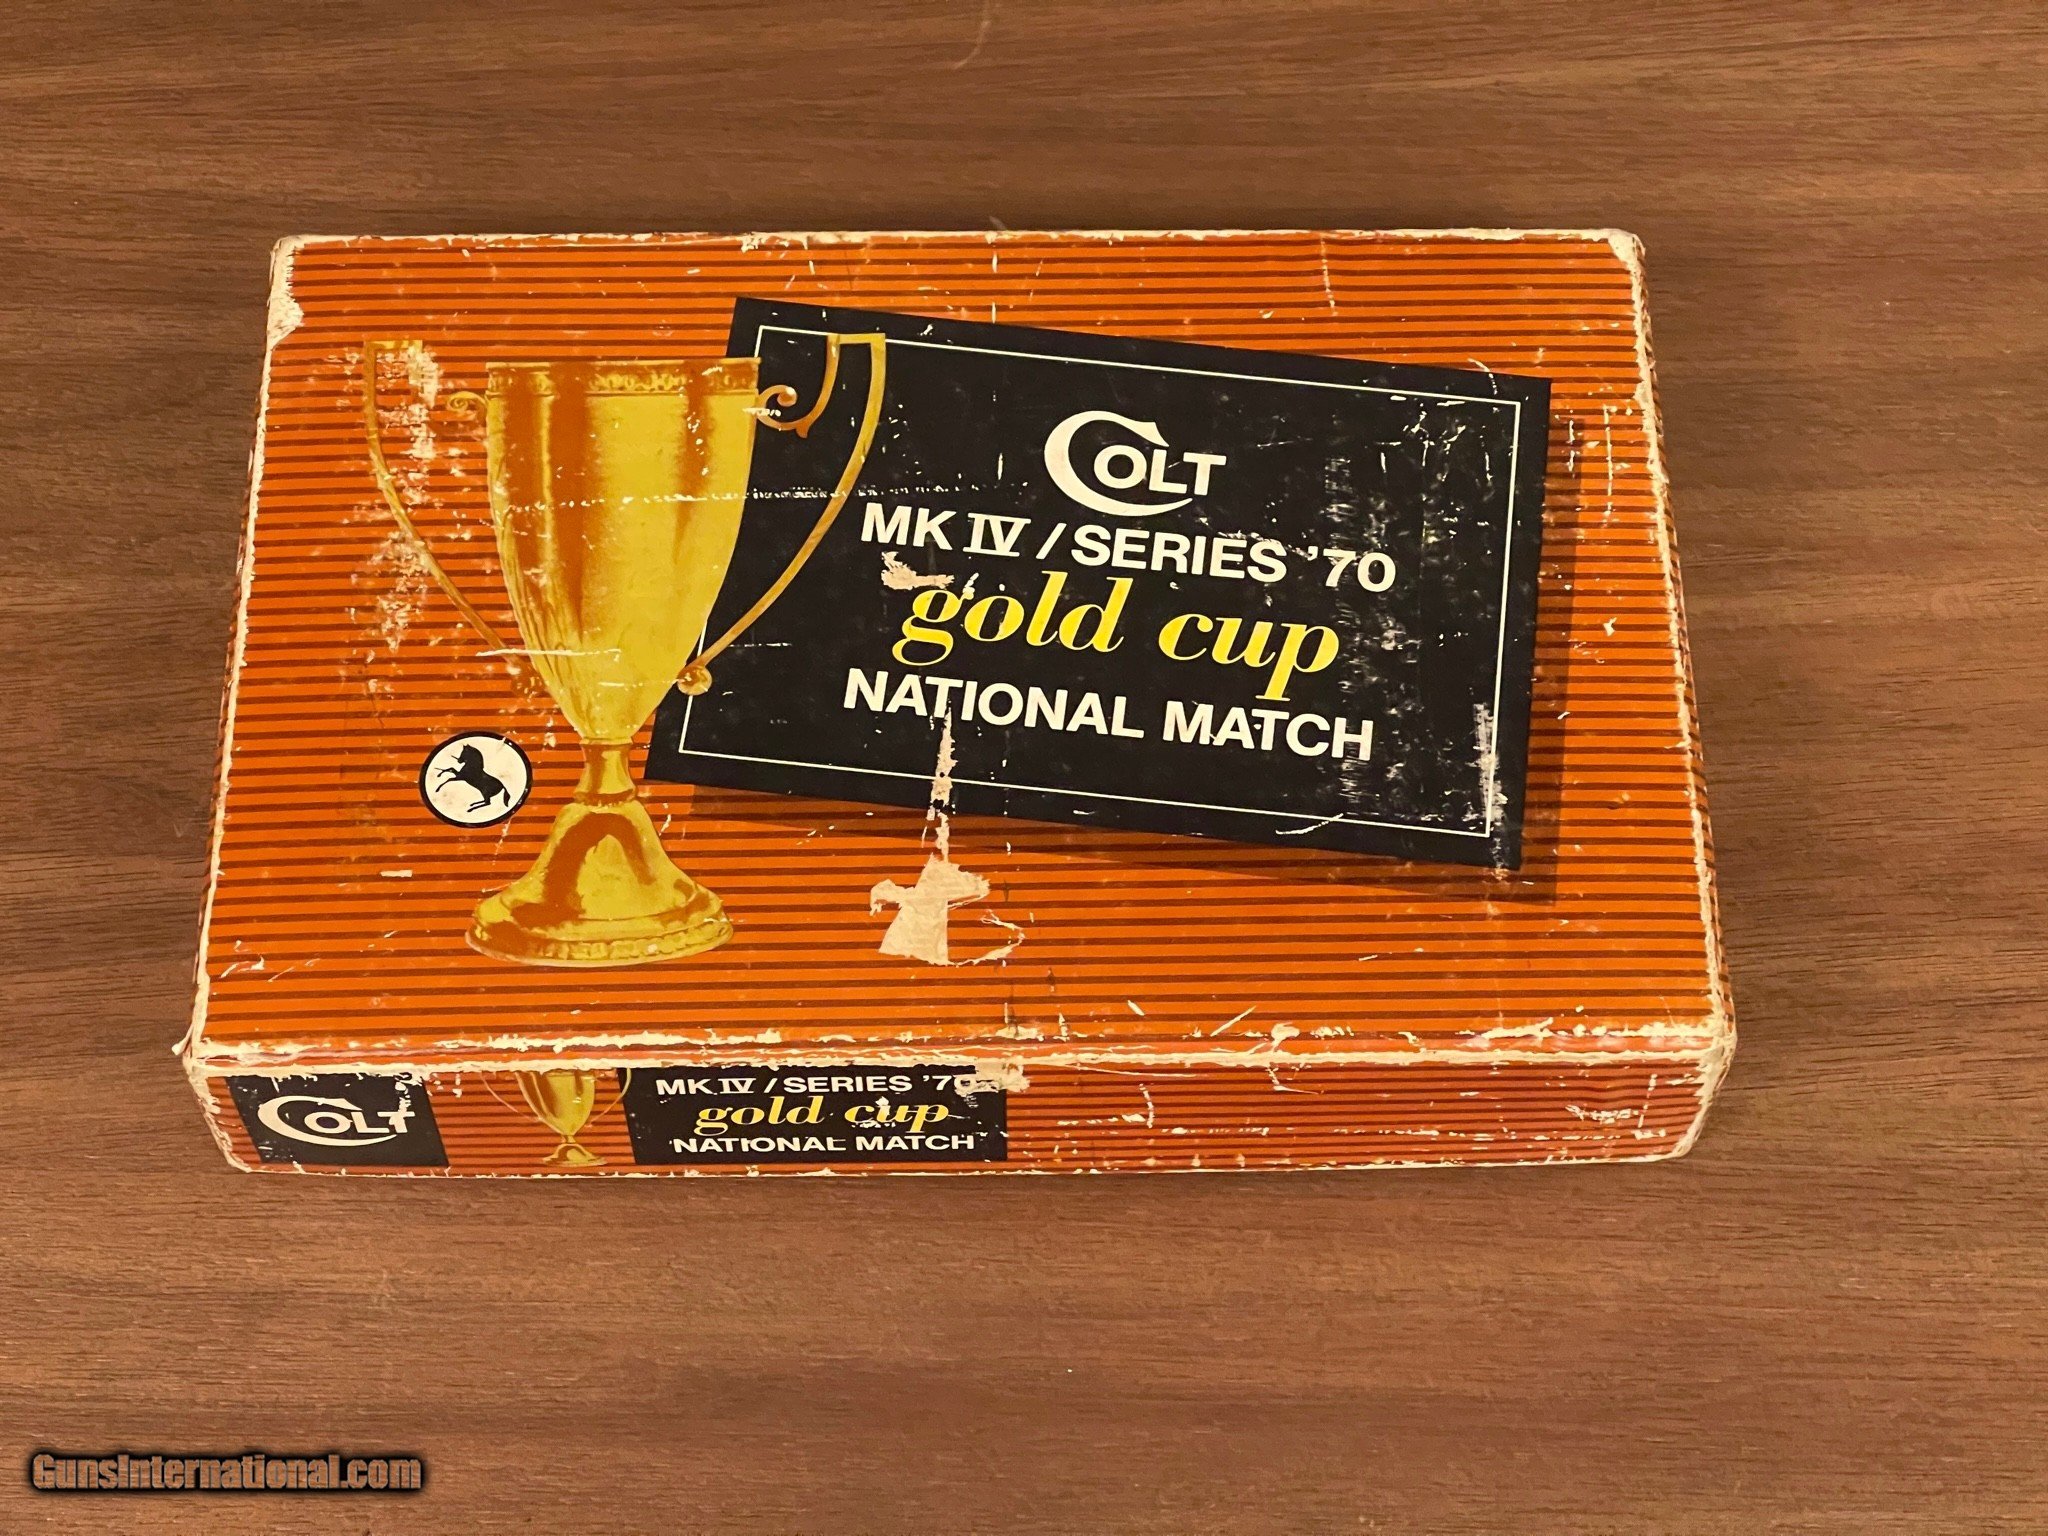 COLT
MK IV / SERIES '70
gold cup
NATIONAL MATCH
COLT
MK IV / SERIES '70
gold cup
NATIONAL MATCH
GunsInternational.com